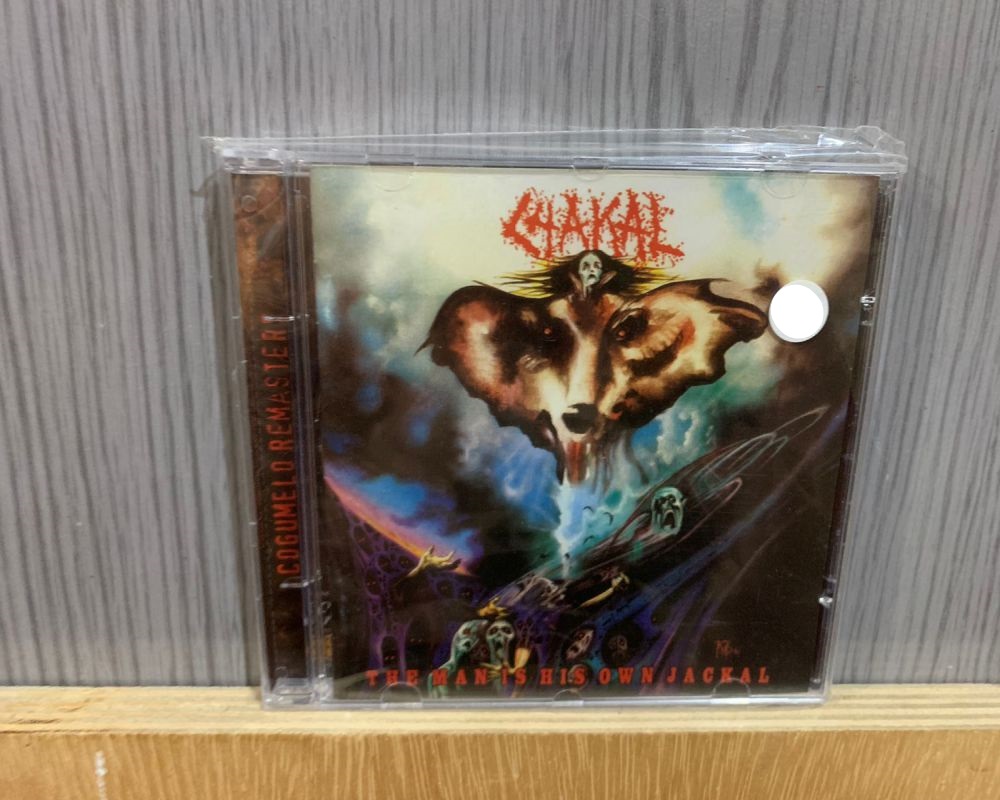 CHAKAL
COGUMELO REMASTER
THE MAN IS HIS OWN JACKAL